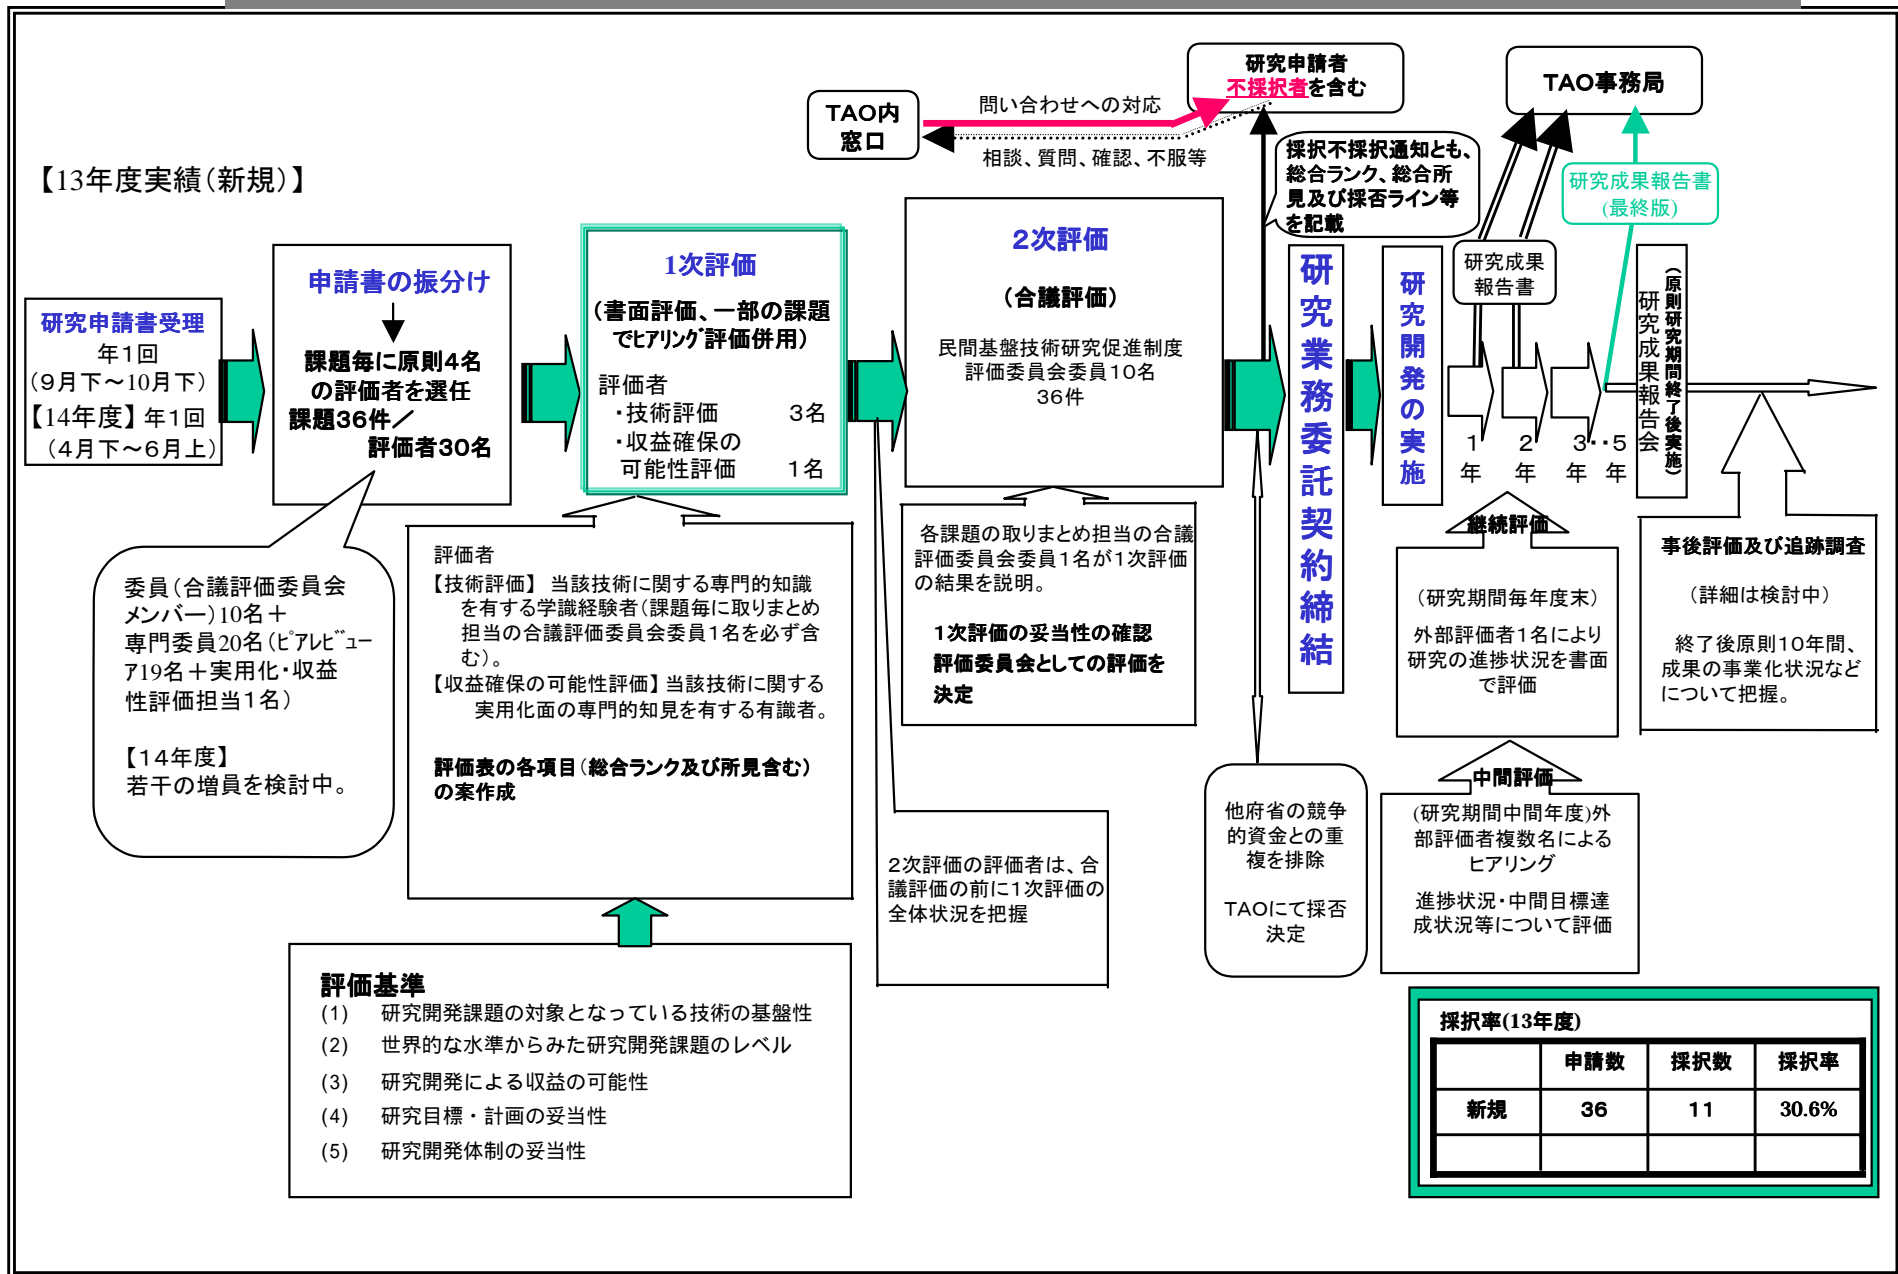 【13年度実績(新規)】
TAO内
窓口
問い合わせへの対応
相談、質問、確認、不服等
研究申請者
不採択者を含む
採択不採択通知とも、
総合ランク、総合所
見及び採否ライン等
を記載
TAO事務局
研究成果報告書
(最終版)
研究申請書受理
年1回
(9月下～10月下)
【14年度】 年1回
(4月下～6月上)
申請書の振分け
課題毎に原則4名
の評価者を選任
課題36件／
評価者30名
委員(合議評価委員会
メンバー)10名＋
専門委員20名(ピアレビュー
ア19名＋実用化・収益
性評価担当1名)
【14年度】
若干の増員を検討中。
1次評価
(書面評価、一部の課題
でヒアリング評価併用)
評価者
・技術評価　3名
・収益確保の
可能性評価　1名
評価者
【技術評価】 当該技術に関する専門的知識
を有する学識経験者(課題毎に取りまとめ
担当の合議評価委員会委員1名を必ず含
む)。
【収益確保の可能性評価】当該技術に関する
実用化面の専門的知見を有する有識者。
評価表の各項目(総合ランク及び所見含む)
の案作成
評価基準
(1) 研究開発課題の対象となっている技術の基盤性
(2) 世界的な水準からみた研究開発課題のレベル
(3) 研究開発による収益の可能性
(4) 研究目標・計画の妥当性
(5) 研究開発体制の妥当性
2次評価
(合議評価)
民間基盤技術研究促進制度
評価委員会委員10名
36件
各課題の取りまとめ担当の合議
評価委員会委員1名が1次評価
の結果を説明。
1次評価の妥当性の確認
評価委員会としての評価を
決定
2次評価の評価者は、合
議評価の前に1次評価の
全体状況を把握
研究業務委託契約締結
他府省の競争
的資金との重
複を排除
TAOにて採否
決定
研究開発の実施
研究成果
報告書
1年
2年
3・・5
年 年
研究成果報告会
(原則研究期間終了後実施)
継続評価
(研究期間毎年度末)
外部評価者1名により
研究の進捗状況を書面
で評価
中間評価
(研究期間中間年度)外
部評価者複数名による
ヒアリング
進捗状況・中間目標達
成状況等について評価
事後評価及び追跡調査
(詳細は検討中)
終了後原則10年間、
成果の事業化状況など
について把握。
採択率(13年度)
申請数 採択数 採択率
新規 36 11 30.6%